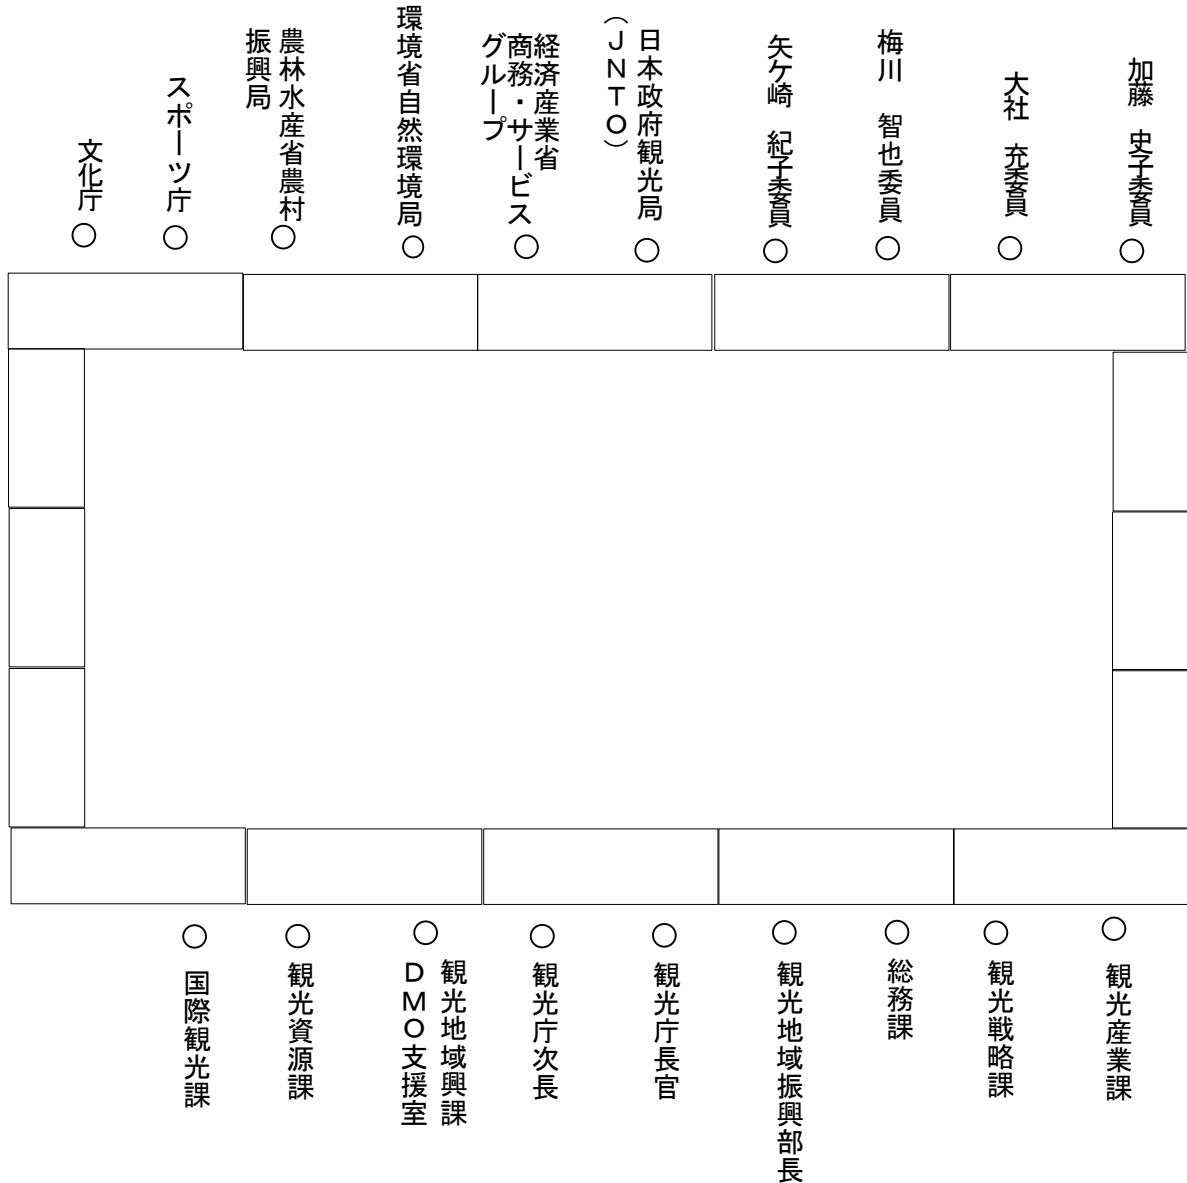 文化庁
スポーツ庁
農林水産省農村
振興局
環境省自然環境局
経済産業省
商務・サービス
グループ
日本政府観光局
（ＪＮＴＯ）
矢ケ崎 紀子委員
梅川 智也委員
大社 充委員
加藤 史子委員
国際観光課
観光資源課
観光地域興課
ＤＭＯ支援室
観光庁次長
観光庁長官
観光地域振興部長
総務課
観光戦略課
観光産業課